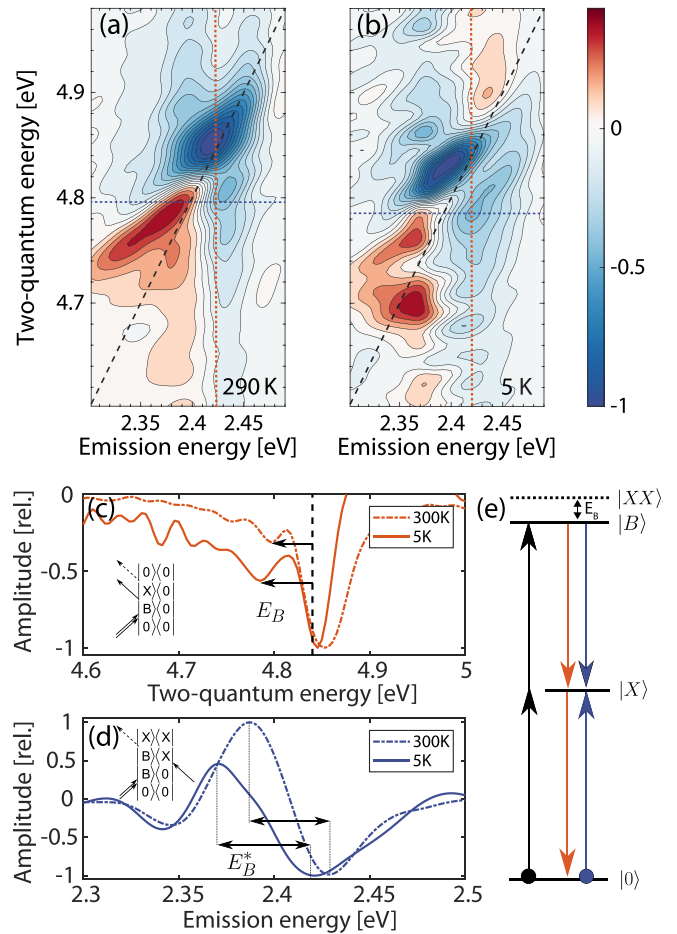 (a)
(b)
Two-quantum energy [eV]
4.9
4.8
4.7
290 K
5 K
2.35
2.4
2.45
2.35
2.4
2.45
Emission energy [eV]
Emission energy [eV]
0
-0.5
-1
(c)
Amplitude [rel.]
0
-0.5
-1
300K
5K
E_B
|0⟩⟨0|
|X⟩⟨0|
|B⟩⟨0|
|0⟩⟨0|
4.6
4.7
4.8
4.9
5
Two-quantum energy [eV]
(d)
Amplitude [rel.]
1
0.5
0
-0.5
-1
300K
5K
E_B^*
|X⟩⟨X|
|B⟩⟨X|
|B⟩⟨0|
|0⟩⟨0|
2.3
2.35
2.4
2.45
2.5
Emission energy [eV]
(e)
|XX⟩
E_B
|B⟩
|X⟩
|0⟩